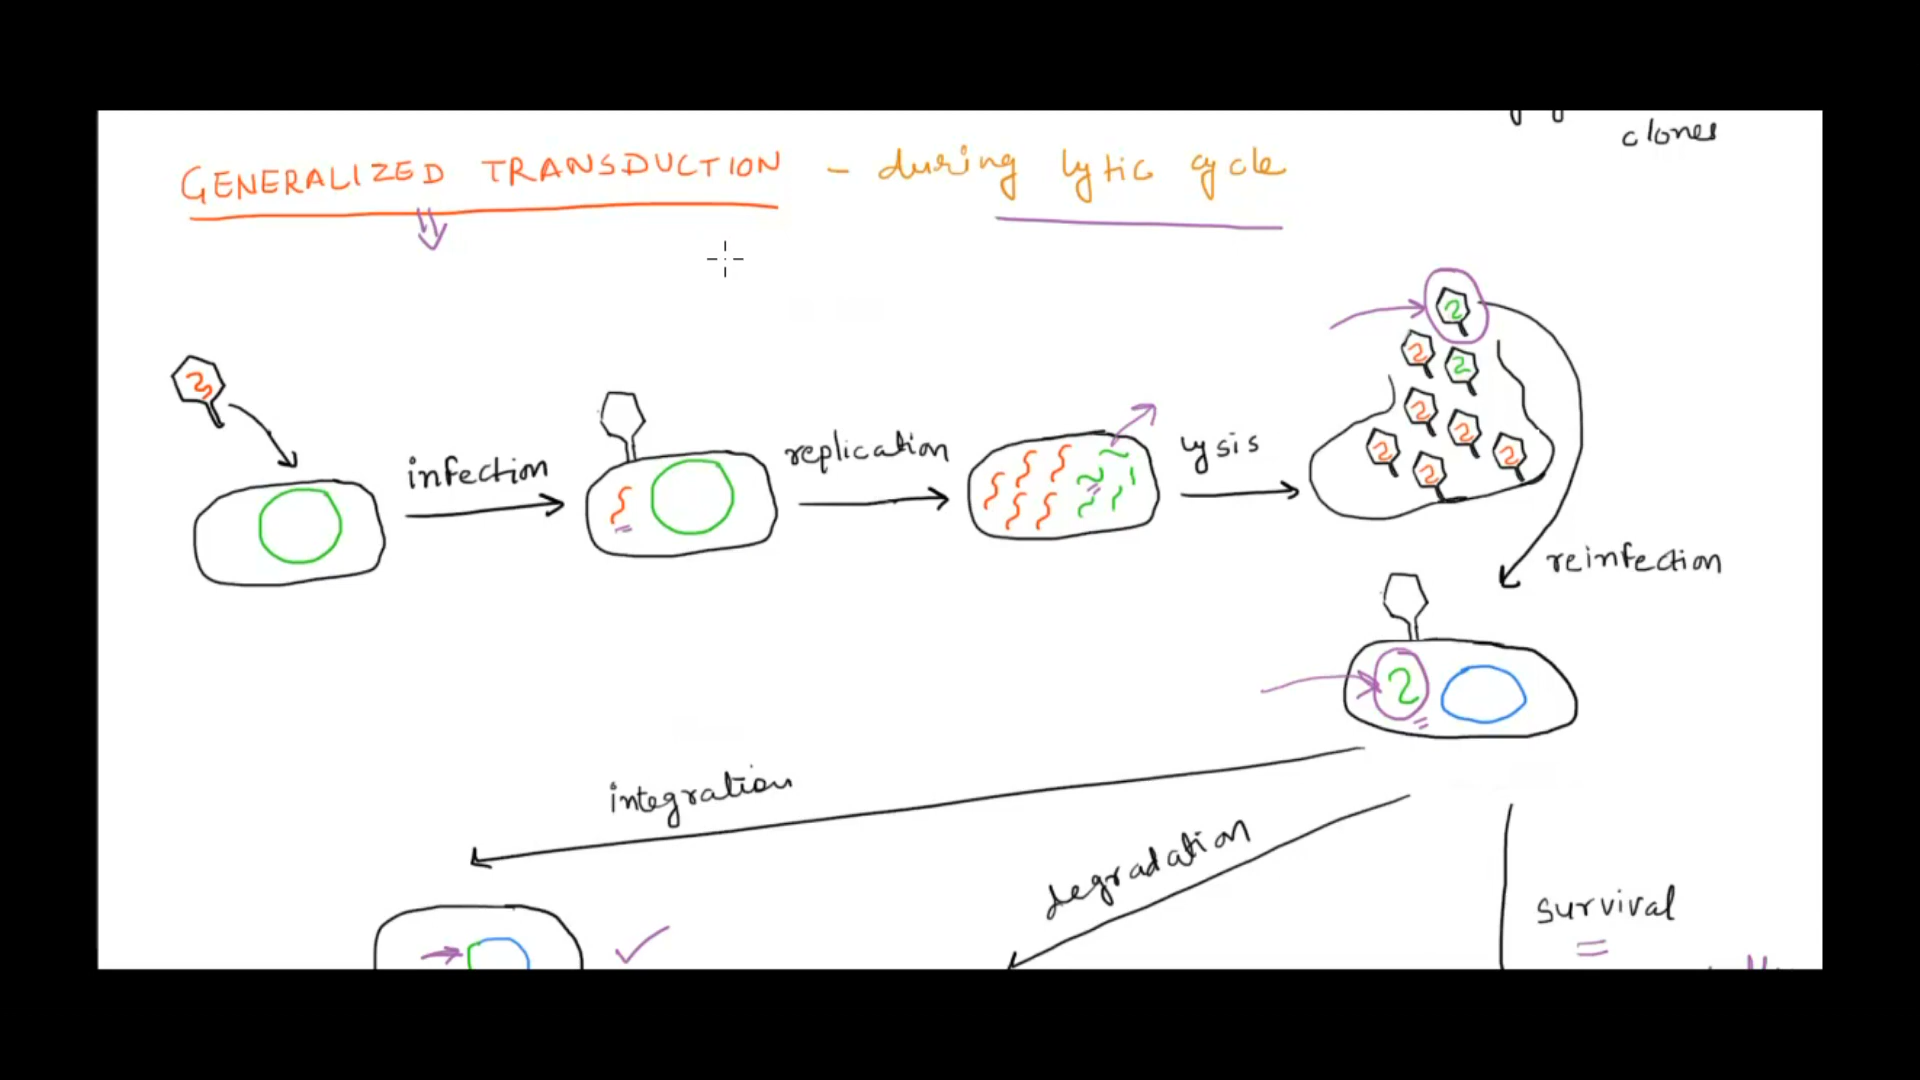 clones
GENERALIZED TRANSDUCTION - during lytic cycle
infection
replication
lysis
reinfection
integration
degradation
survival